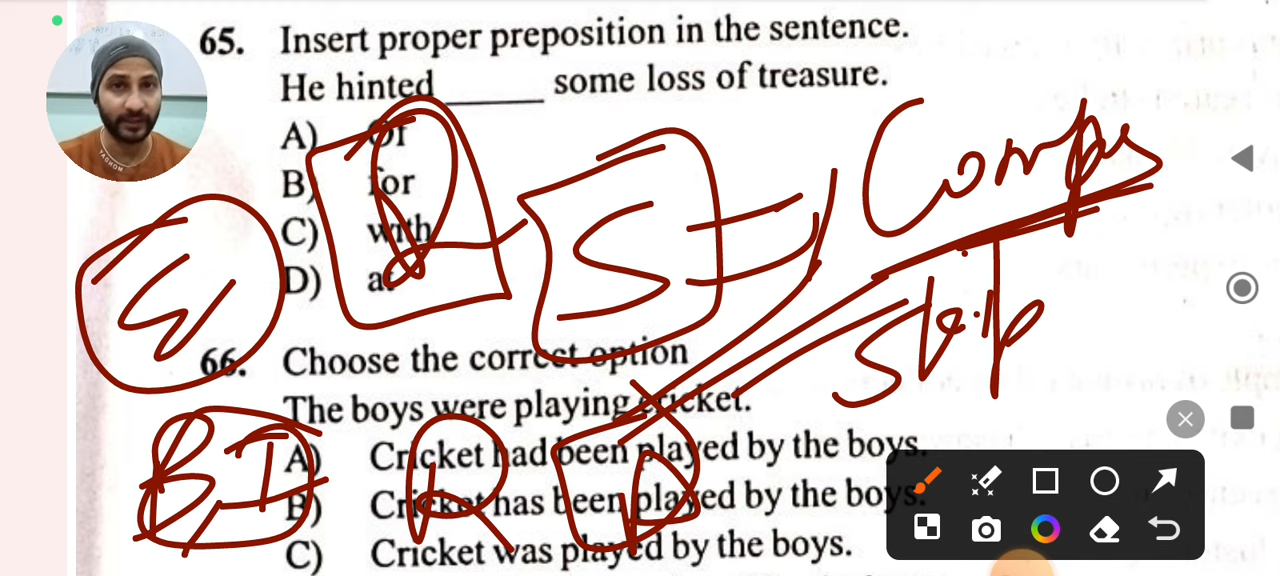 65. Insert proper preposition in the sentence.
He hinted ______ some loss of treasure.
A) Of
B) for
C) with
D) at
66. Choose the correct option
The boys were playing cricket.
A) Cricket had been played by the boys.
B) Cricket has been played by the boys.
C) Cricket was played by the boys.
S
BI
R